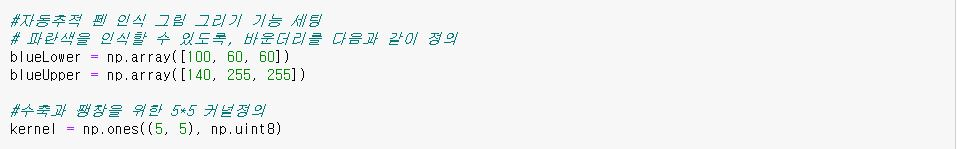 #자동추적 펜 인식 그림 그리기 기능 세팅
# 파란색을 인식할 수 있도록, 바운더리를 다음과 같이 정의
blueLower = np.array([100, 60, 60])
blueUpper = np.array([140, 255, 255])
#수축과 팽창을 위한 5*5 커널정의
kernel = np.ones((5, 5), np.uint8)